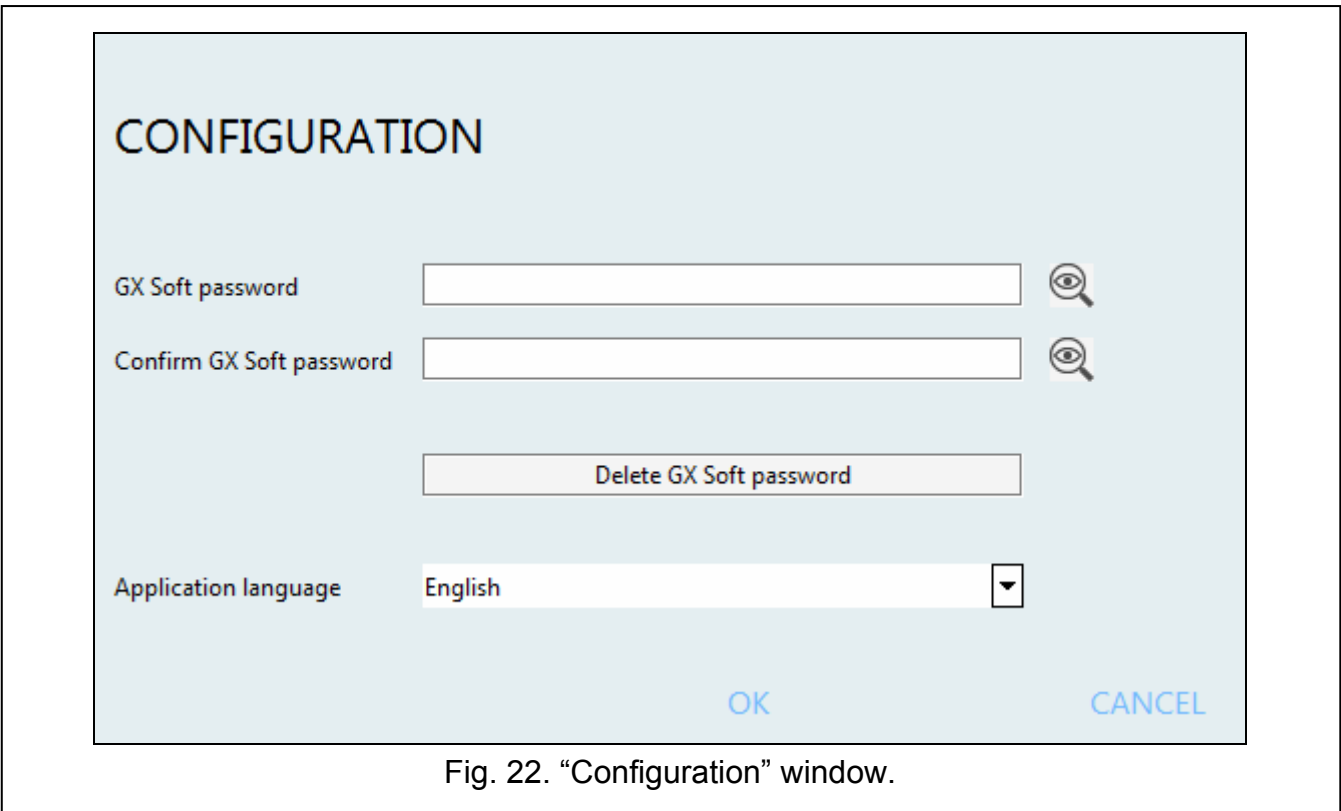 CONFIGURATION
GX Soft password
Confirm GX Soft password
Delete GX Soft password
Application language English
OK CANCEL
Fig. 22. “Configuration” window.